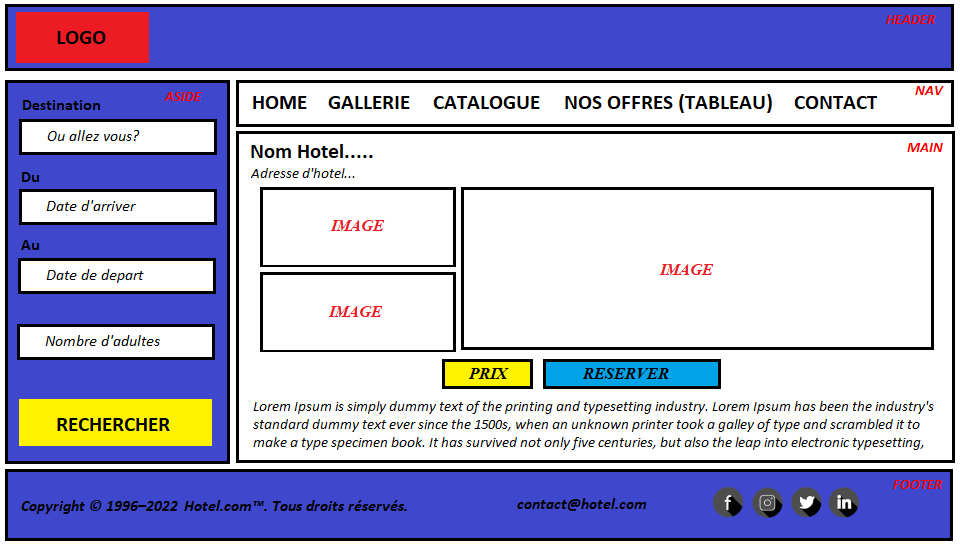 HEADER
LOGO
ASIDE
Destination
Ou allez vous?
Du
Date d'arriver
Au
Date de depart
Nombre d'adultes
RECHERCHER
NAV
HOME GALLERIE CATALOGUE NOS OFFRES (TABLEAU) CONTACT
MAIN
Nom Hotel.....
Adresse d'hotel...
IMAGE
IMAGE
IMAGE
PRIX RESERVER
Lorem Ipsum is simply dummy text of the printing and typesetting industry. Lorem Ipsum has been the industry's
standard dummy text ever since the 1500s, when an unknown printer took a galley of type and scrambled it to
make a type specimen book. It has survived not only five centuries, but also the leap into electronic typesetting,
FOOTER
Copyright © 1996–2022 Hotel.com™. Tous droits réservés. contact@hotel.com f in